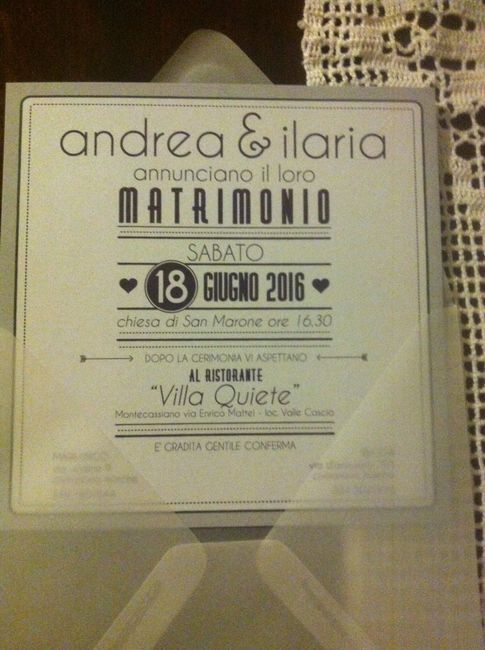 andrea & ilaria
annunciano il loro
MATRIMONIO
SABATO
18 GIUGNO 2016
chiesa di San Marone ore 16.30
DOPO LA CERIMONIA VI ASPETTANO
AL RISTORANTE
"Villa Quiete"
Montecassiano via Enrico Mattei - loc. Valle Cascia
E' GRADITA GENTILE CONFERMA